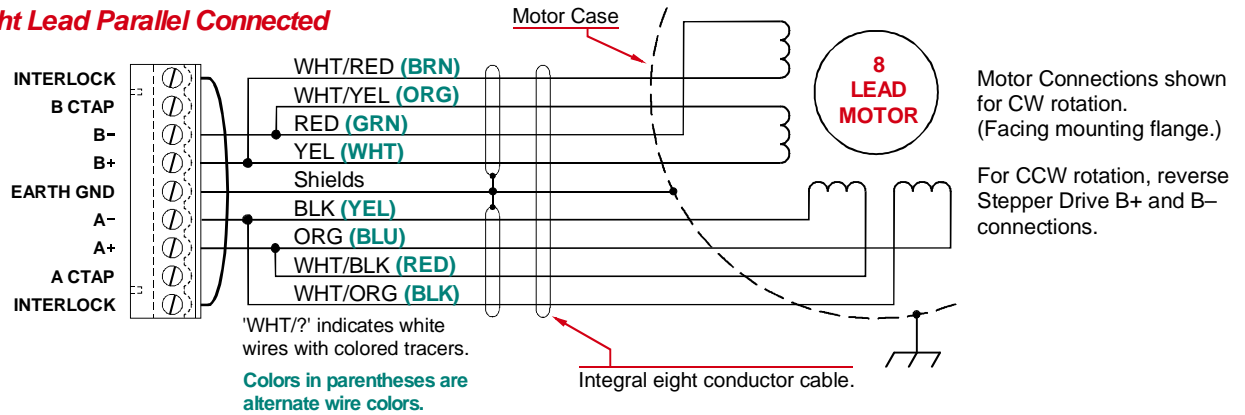 ht Lead Parallel Connected
Motor Case
INTERLOCK
B CTAP
B–
B+
EARTH GND
A–
A+
A CTAP
INTERLOCK
WHT/RED (BRN)
WHT/YEL (ORG)
RED (GRN)
YEL (WHT)
Shields
BLK (YEL)
ORG (BLU)
WHT/BLK (RED)
WHT/ORG (BLK)
8
LEAD
MOTOR
Motor Connections shown
for CW rotation.
(Facing mounting flange.)
For CCW rotation, reverse
Stepper Drive B+ and B–
connections.
'WHT/?' indicates white
wires with colored tracers.
Colors in parentheses are
alternate wire colors.
Integral eight conductor cable.